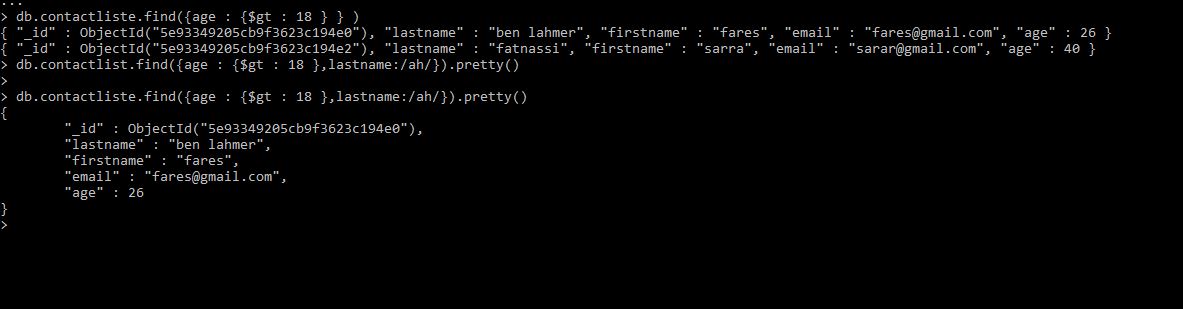 ...
> db.contactliste.find({age : {$gt : 18 } } )
{ "_id" : ObjectId("5e93349205cb9f3623c194e0"), "lastname" : "ben lahmer", "firstname" : "fares", "email" : "fares@gmail.com", "age" : 26 }
{ "_id" : ObjectId("5e93349205cb9f3623c194e2"), "lastname" : "fatnassi", "firstname" : "sarra", "email" : "sarar@gmail.com", "age" : 40 }
> db.contactlist.find({age : {$gt : 18 },lastname:/ah/}).pretty()
>
> db.contactliste.find({age : {$gt : 18 },lastname:/ah/}).pretty()
{
        "_id" : ObjectId("5e93349205cb9f3623c194e0"),
        "lastname" : "ben lahmer",
        "firstname" : "fares",
        "email" : "fares@gmail.com",
        "age" : 26
}
>